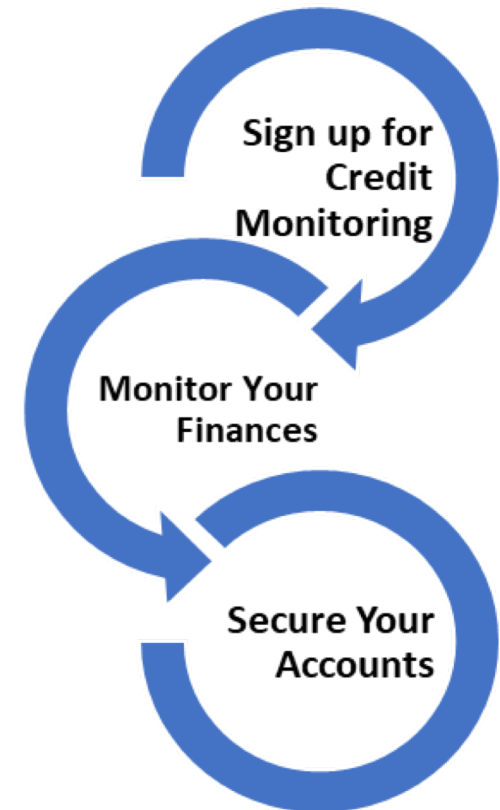 Sign up for
Credit
Monitoring
Monitor Your
Finances
Secure Your
Accounts